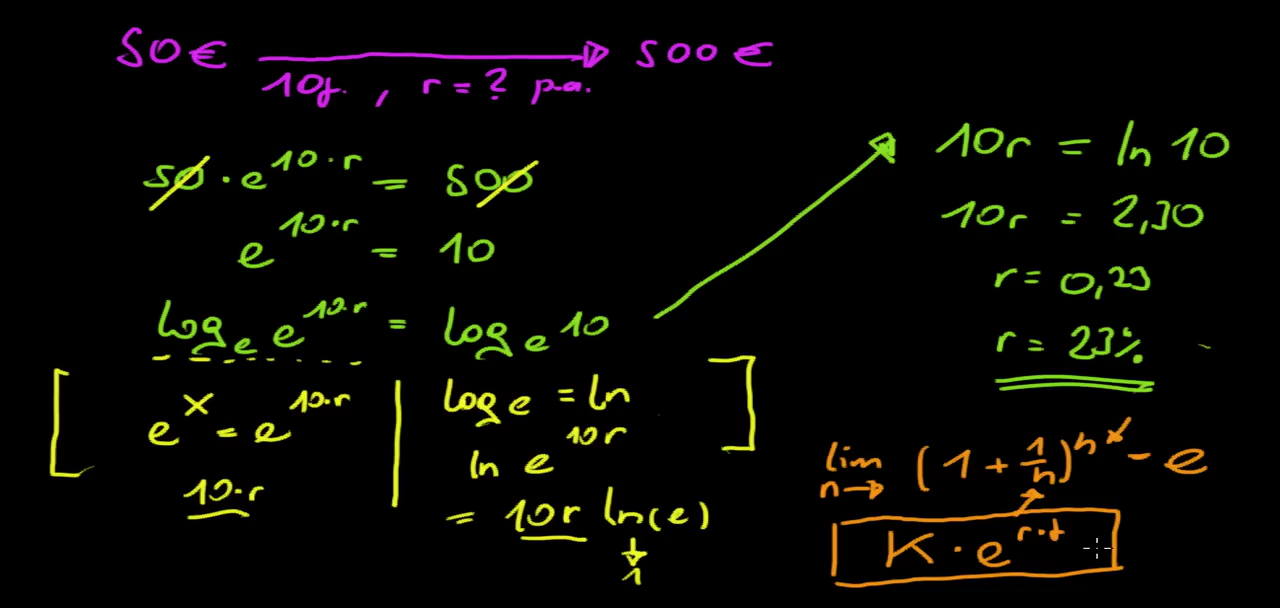 50€ → 500€
10J. , r = ? p.a.
50 · e^10·r = 500
e^10·r = 10
log_e e^10·r = log_e 10
e^x = e^10·r
10·r
log e = ln
ln e^10r
= 10r ln(e)
1
10r = ln 10
10r = 2,30
r = 0,23
r = 23%
lim n→ (1 + 1/n)^n = e
K · e^r·t